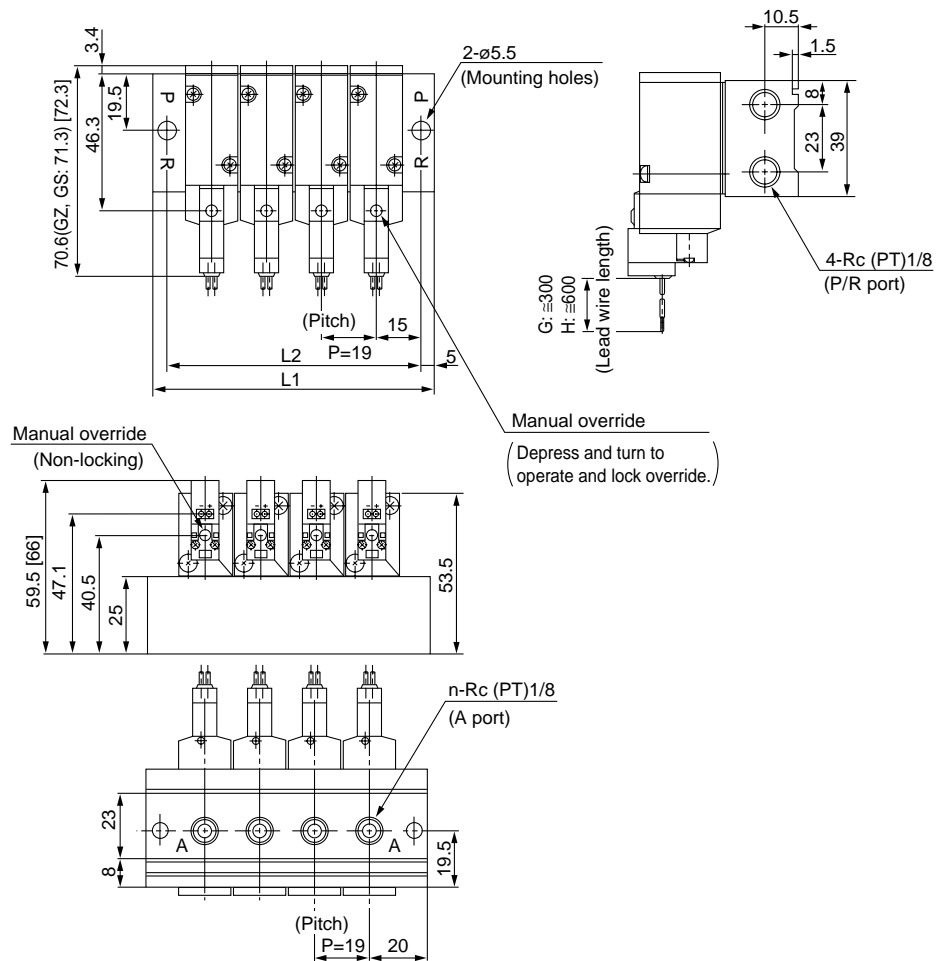 3.4
19.5
46.3
70.6(GZ, GS: 71.3) [72.3]
P
R
P
R
2-ø5.5
(Mounting holes)
(Pitch)
P=19
15
L2
5
L1
10.5
1.5
8
23
39
4-Rc (PT)1/8
(P/R port)
G: ≅300
H: ≅600
(Lead wire length)
Manual override
(Depress and turn to
operate and lock override.)
Manual override
(Non-locking)
- +
- +
- +
- +
59.5 [66]
47.1
40.5
25
53.5
n-Rc (PT)1/8
(A port)
23
8
A
A
19.5
(Pitch)
P=19
20